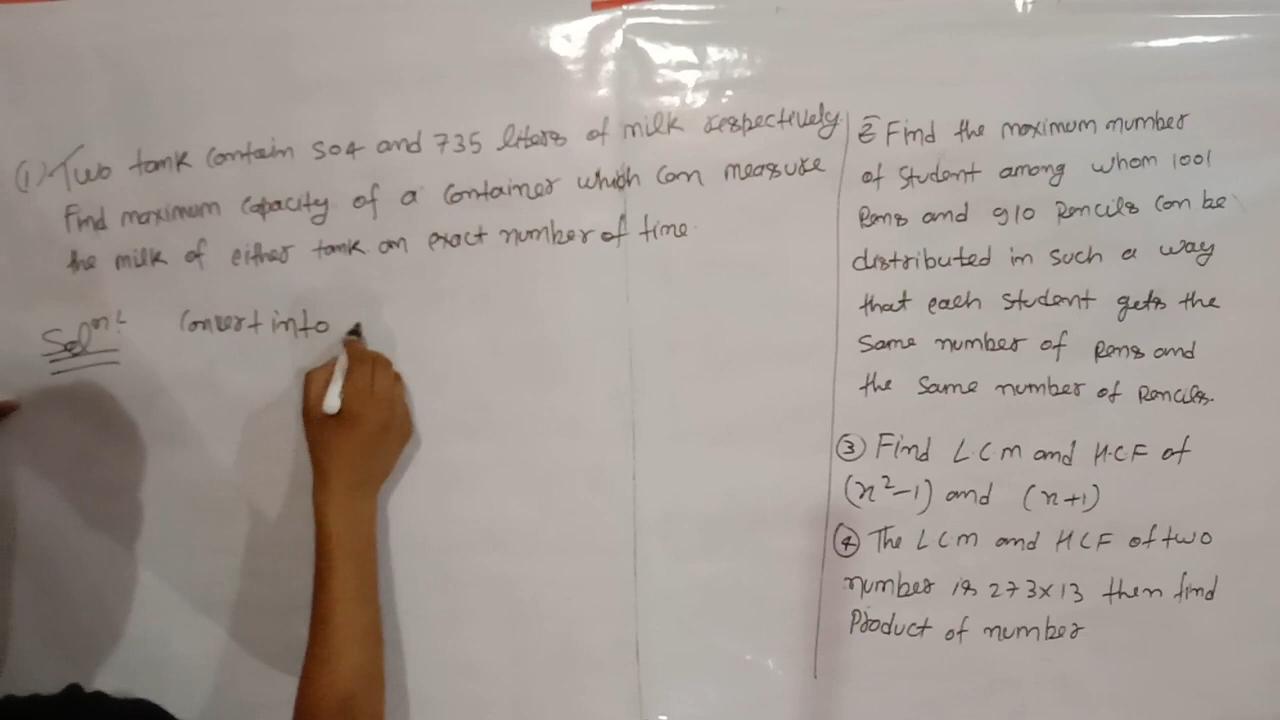 (1) Two tank contain 504 and 735 liters of milk respectively
Find maximum capacity of a container which can measure
the milk of either tank an exact number of time.
Solⁿ: Convert into
2 Find the maximum number
of student among whom 1001
Pens and 910 Pencils can be
distributed in such a way
that each student gets the
same number of Pens and
the same number of Pencils.
③ Find L.C.M and H.C.F of
(x²-1) and (x+1)
④ The LCM and HCF of two
number is 273x13 then find
Product of number